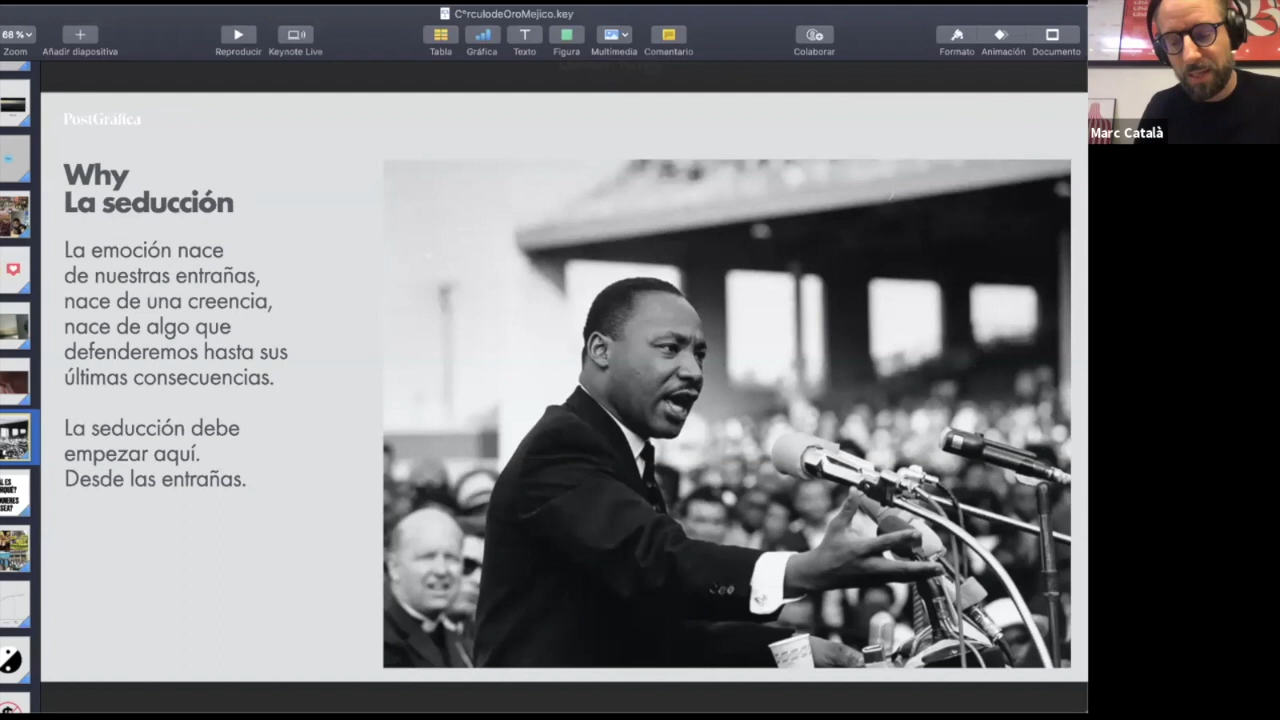 C°rculodeOroMejico.key
68 %
Zoom
Añadir diapositiva
Reproducir
Keynote Live
Tabla
Gráfica
Texto
Figura
Multimedia
Comentario
Colaborar
Formato
Animación
Documento
Marc Català
PostGrafica
Why
La seducción
La emoción nace
de nuestras entrañas,
nace de una creencia,
nace de algo que
defenderemos hasta sus
últimas consecuencias.
La seducción debe
empezar aquí.
Desde las entrañas.